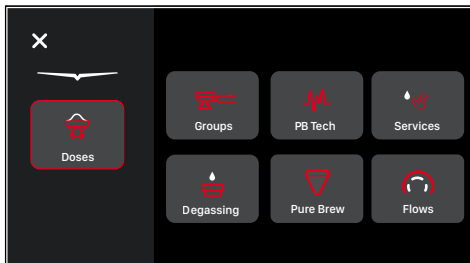 Doses
Groups
PB Tech
Services
Degassing
Pure Brew
Flows